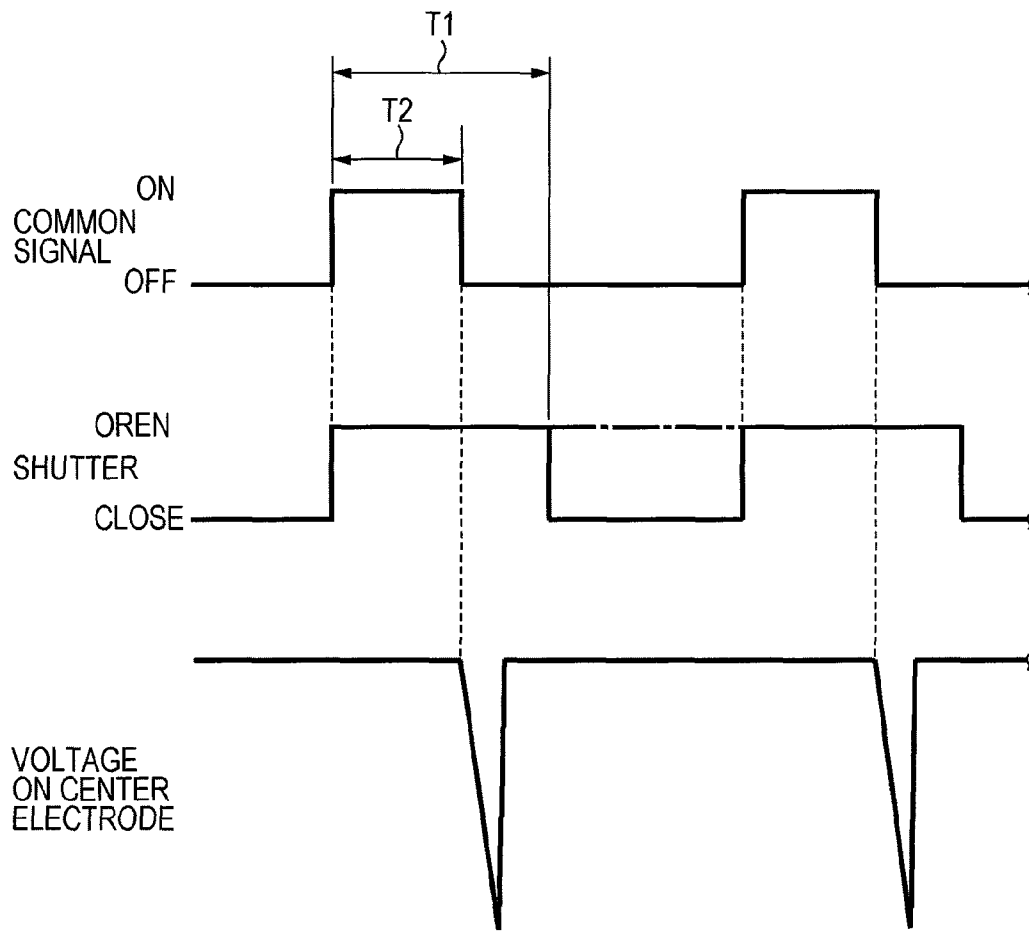 T1
T2
ON
COMMON
SIGNAL
OFF
OREN
SHUTTER
CLOSE
VOLTAGE
ON CENTER
ELECTRODE